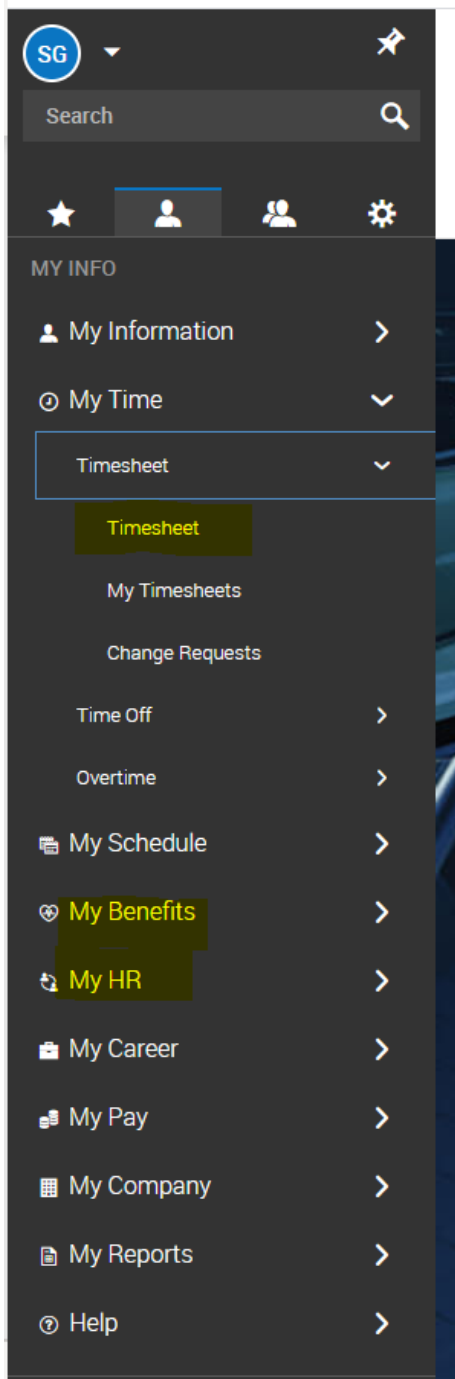 SG
Search
MY INFO
My Information
My Time
Timesheet
Timesheet
My Timesheets
Change Requests
Time Off
Overtime
My Schedule
My Benefits
My HR
My Career
My Pay
My Company
My Reports
Help